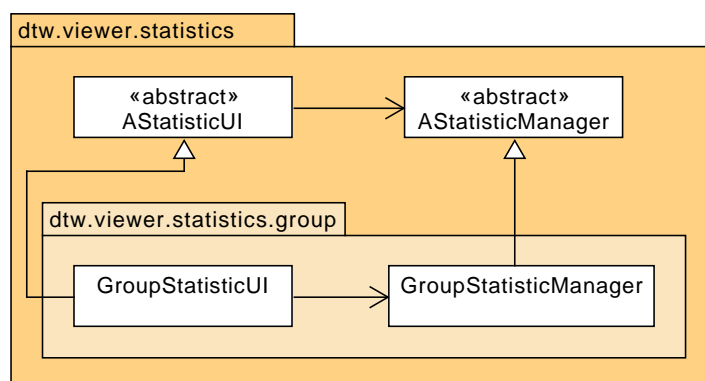 dtw.viewer.statistics
«abstract»
AStatisticUI
«abstract»
AStatisticManager
dtw.viewer.statistics.group
GroupStatisticUI
GroupStatisticManager